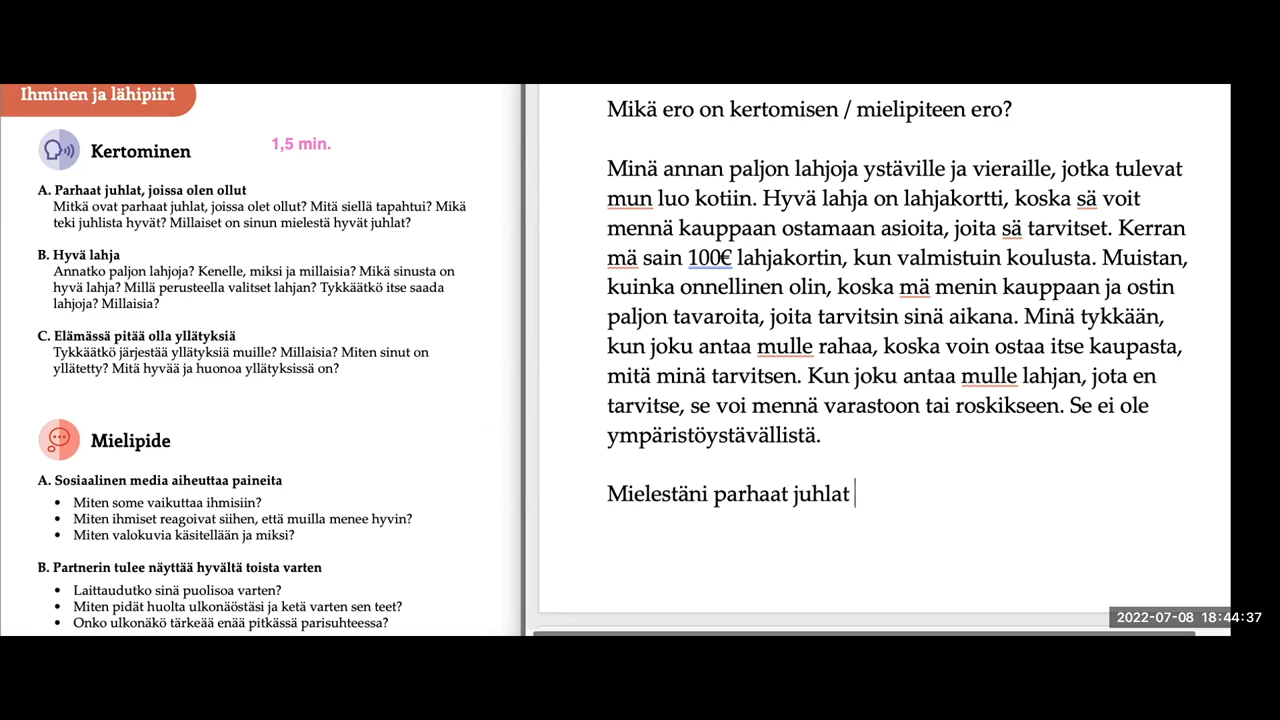 Ihminen ja lähipiiri
Kertominen
1,5 min.
A. Parhaat juhlat, joissa olen ollut
Mitkä ovat parhaat juhlat, joissa olet ollut? Mitä siellä tapahtui? Mikä
teki juhlista hyvät? Millaiset on sinun mielestä hyvät juhlat?
B. Hyvä lahja
Annatko paljon lahjoja? Kenelle, miksi ja millaisia? Mikä sinusta on
hyvä lahja? Millä perusteella valitset lahjan? Tykkäätkö itse saada
lahjoja? Millaisia?
C. Elämässä pitää olla yllätyksiä
Tykkäätkö järjestää yllätyksiä muille? Millaisia? Miten sinut on
yllätetty? Mitä hyvää ja huonoa yllätyksissä on?
Mielipide
A. Sosiaalinen media aiheuttaa paineita
• Miten some vaikuttaa ihmisiin?
• Miten ihmiset reagoivat siihen, että muilla menee hyvin?
• Miten valokuvia käsitellään ja miksi?
B. Partnerin tulee näyttää hyvältä toista varten
• Laittaudutko sinä puolisoa varten?
• Miten pidät huolta ulkonäöstäsi ja ketä varten sen teet?
• Onko ulkonäkö tärkeää enää pitkässä parisuhteessa?
Mikä ero on kertomisen / mielipiteen ero?
Minä annan paljon lahjoja ystäville ja vieraille, jotka tulevat
mun luo kotiin. Hyvä lahja on lahjakortti, koska sä voit
mennä kauppaan ostamaan asioita, joita sä tarvitset. Kerran
mä sain 100€ lahjakortin, kun valmistuin koulusta. Muistan,
kuinka onnellinen olin, koska mä menin kauppaan ja ostin
paljon tavaroita, joita tarvitsin sinä aikana. Minä tykkään,
kun joku antaa mulle rahaa, koska voin ostaa itse kaupasta,
mitä minä tarvitsen. Kun joku antaa mulle lahjan, jota en
tarvitse, se voi mennä varastoon tai roskikseen. Se ei ole
ympäristöystävällistä.
Mielestäni parhaat juhlat
2022-07-08 18:44:37